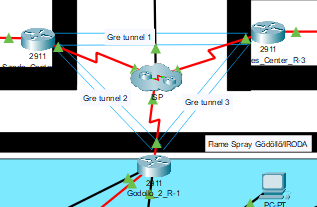 Gre tunnel 1
2911
2911
es_Center_R-3
SP
Gre tunnel 2
Gre tunnel 3
Flame Spray Gödöllő/IRODA
2911
Godollo_2_R-1
PC-PT